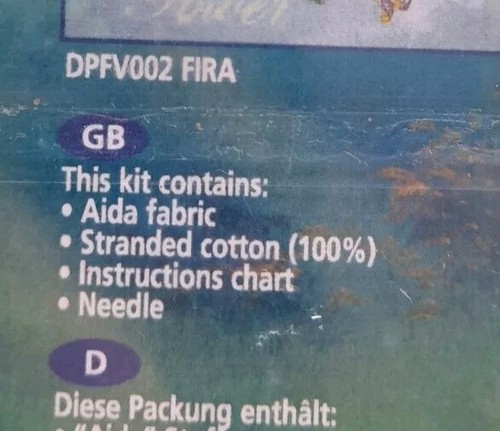 DPFV002 FIRA
GB
This kit contains:
• Aida fabric
• Stranded cotton (100%)
• Instructions chart
• Needle
D
Diese Packung enthält: